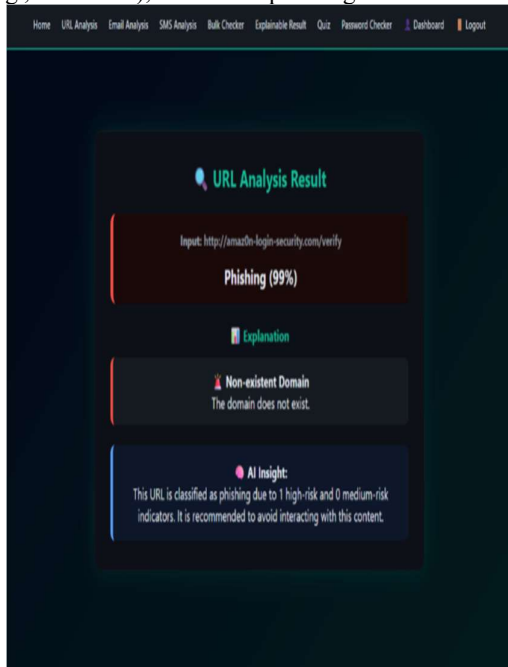 Home URL Analysis Email Analysis SMS Analysis Bulk Checker Explainable Result Quiz Password Checker Dashboard Logout
URL Analysis Result
Input: http://amaz0n-login-security.com/verify
Phishing (99%)
Explanation
Non-existent Domain
The domain does not exist.
AI Insight:
This URL is classified as phishing due to 1 high-risk and 0 medium-risk
indicators. It is recommended to avoid interacting with this content.